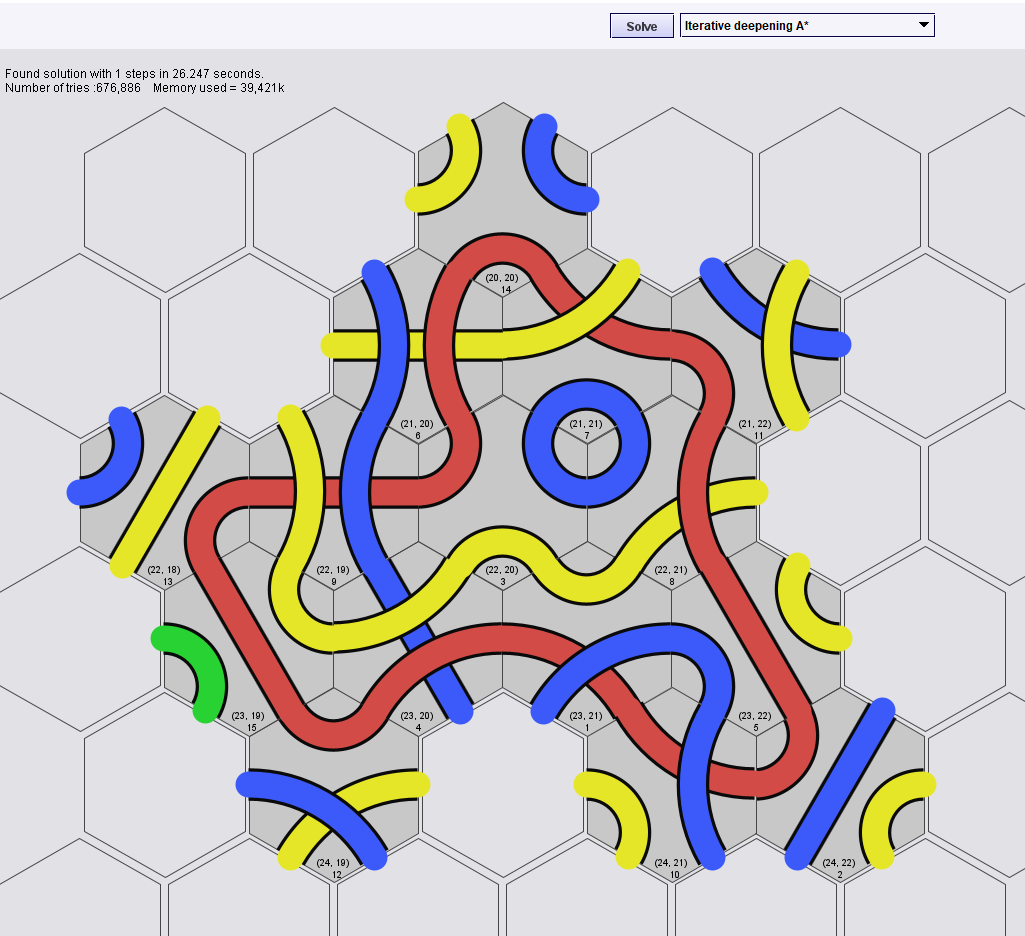 Solve Iterative deepening A*
Found solution with 1 steps in 26.247 seconds.
Number of tries :676,886 Memory used = 39,421k
(20, 20)
14
(21, 20) (21, 21) (21, 22)
6 7 11
(22, 18) (22, 19) (22, 20) (22, 21)
13 9 3 8
(23, 19) (23, 20) (23, 21) (23, 22)
15 4 1 5
(24, 19) (24, 21) (24, 22)
12 10 2